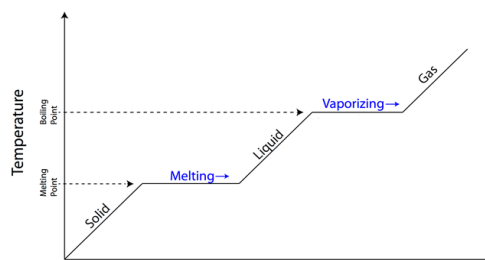 Temperature
Boiling
Point
Melting
Point
Solid
Melting→
Liquid
Vaporizing→
Gas